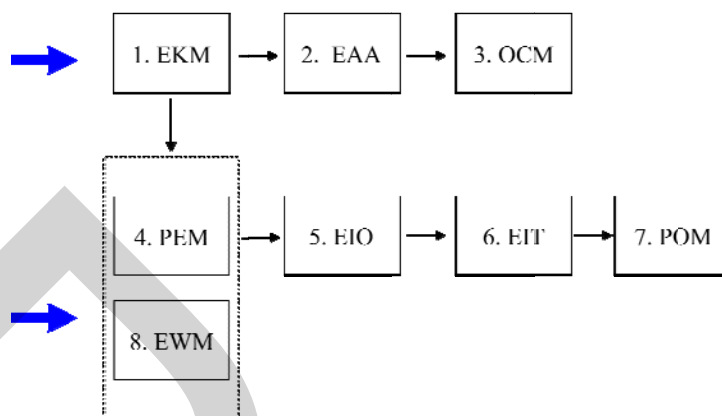 1. EKM
2. EAA
3. OCM
4. PEM
5. EIO
6. EIT
7. POM
8. EWM